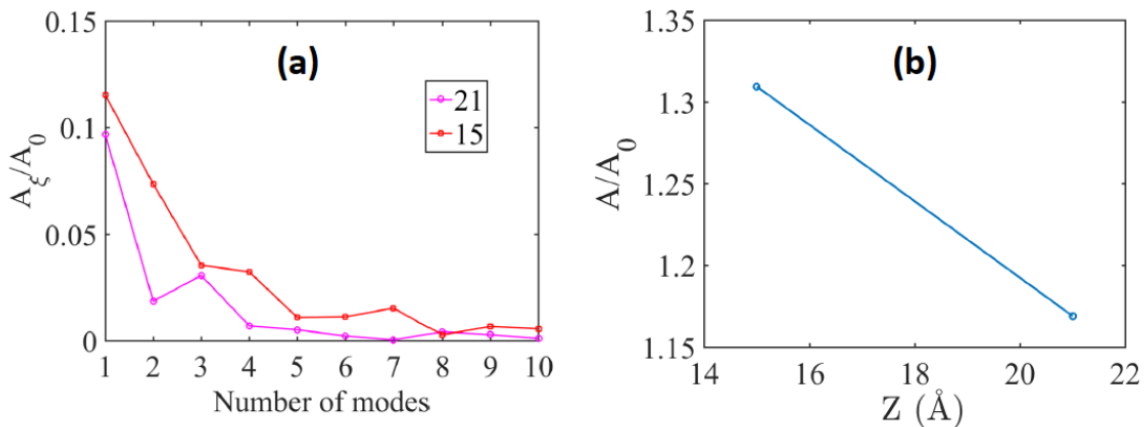 (a)
0.15
0.1
0.05
0
A_ξ/A_0
21
15
1 2 3 4 5 6 7 8 9 10
Number of modes
(b)
1.35
1.3
1.25
1.2
1.15
A/A_0
14 16 18 20 22
Z (Å)